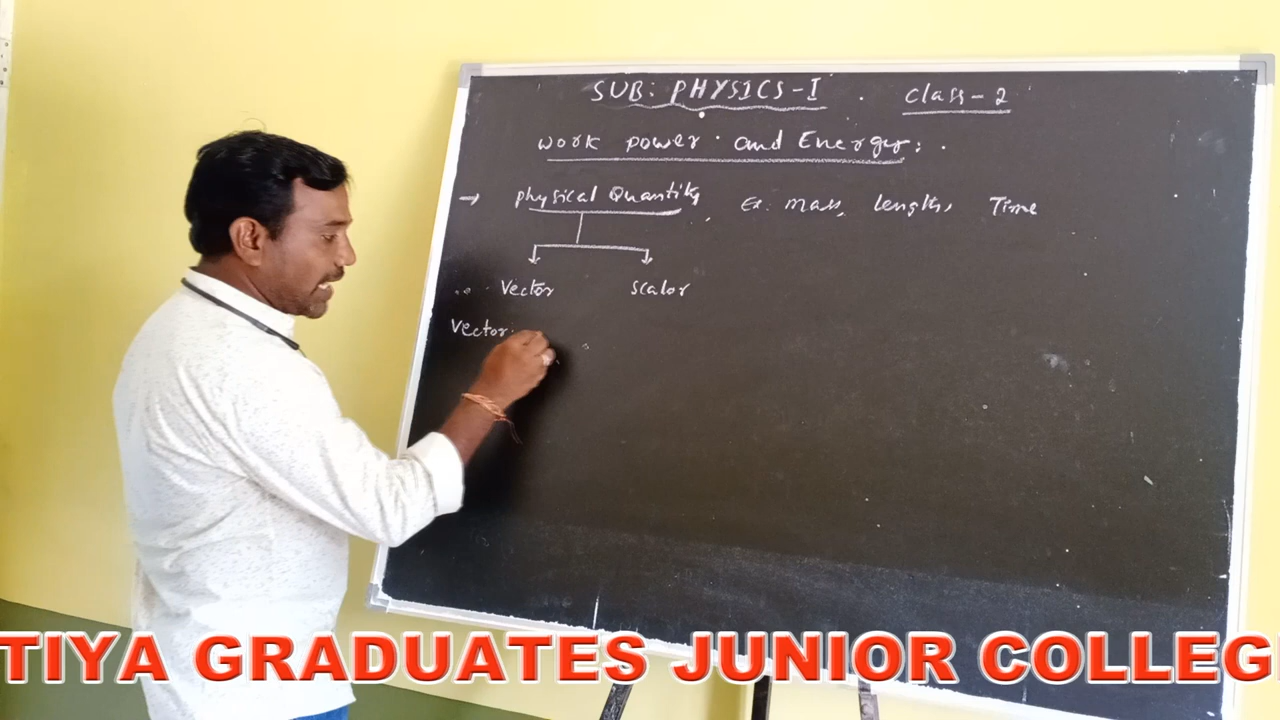 SUB: PHYSICS-I . Class-2
Work power and Energy:
→ physical Quantity, Ex. mass, length, Time
Vector scalar
Vector:
TIYA GRADUATES JUNIOR COLLEG